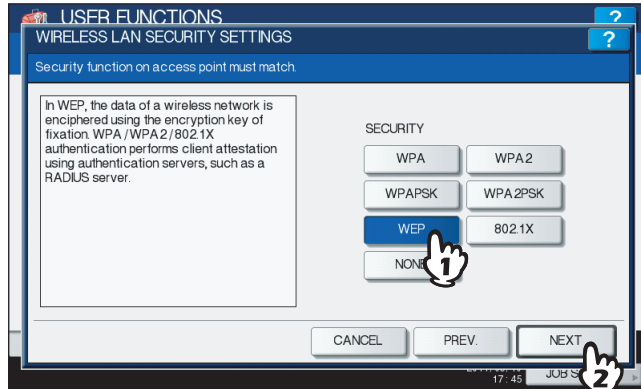 USER FUNCTIONS
?
WIRELESS LAN SECURITY SETTINGS
?
Security function on access point must match.
In WEP, the data of a wireless network is
enciphered using the encryption key of
fixation. WPA/WPA2/802.1X
authentication performs client attestation
using authentication servers, such as a
RADIUS server.
SECURITY
WPA
WPA2
WPAPSK
WPA2PSK
WEP
802.1X
1
CANCEL
PREV.
NEXT
17:45
JOB
2